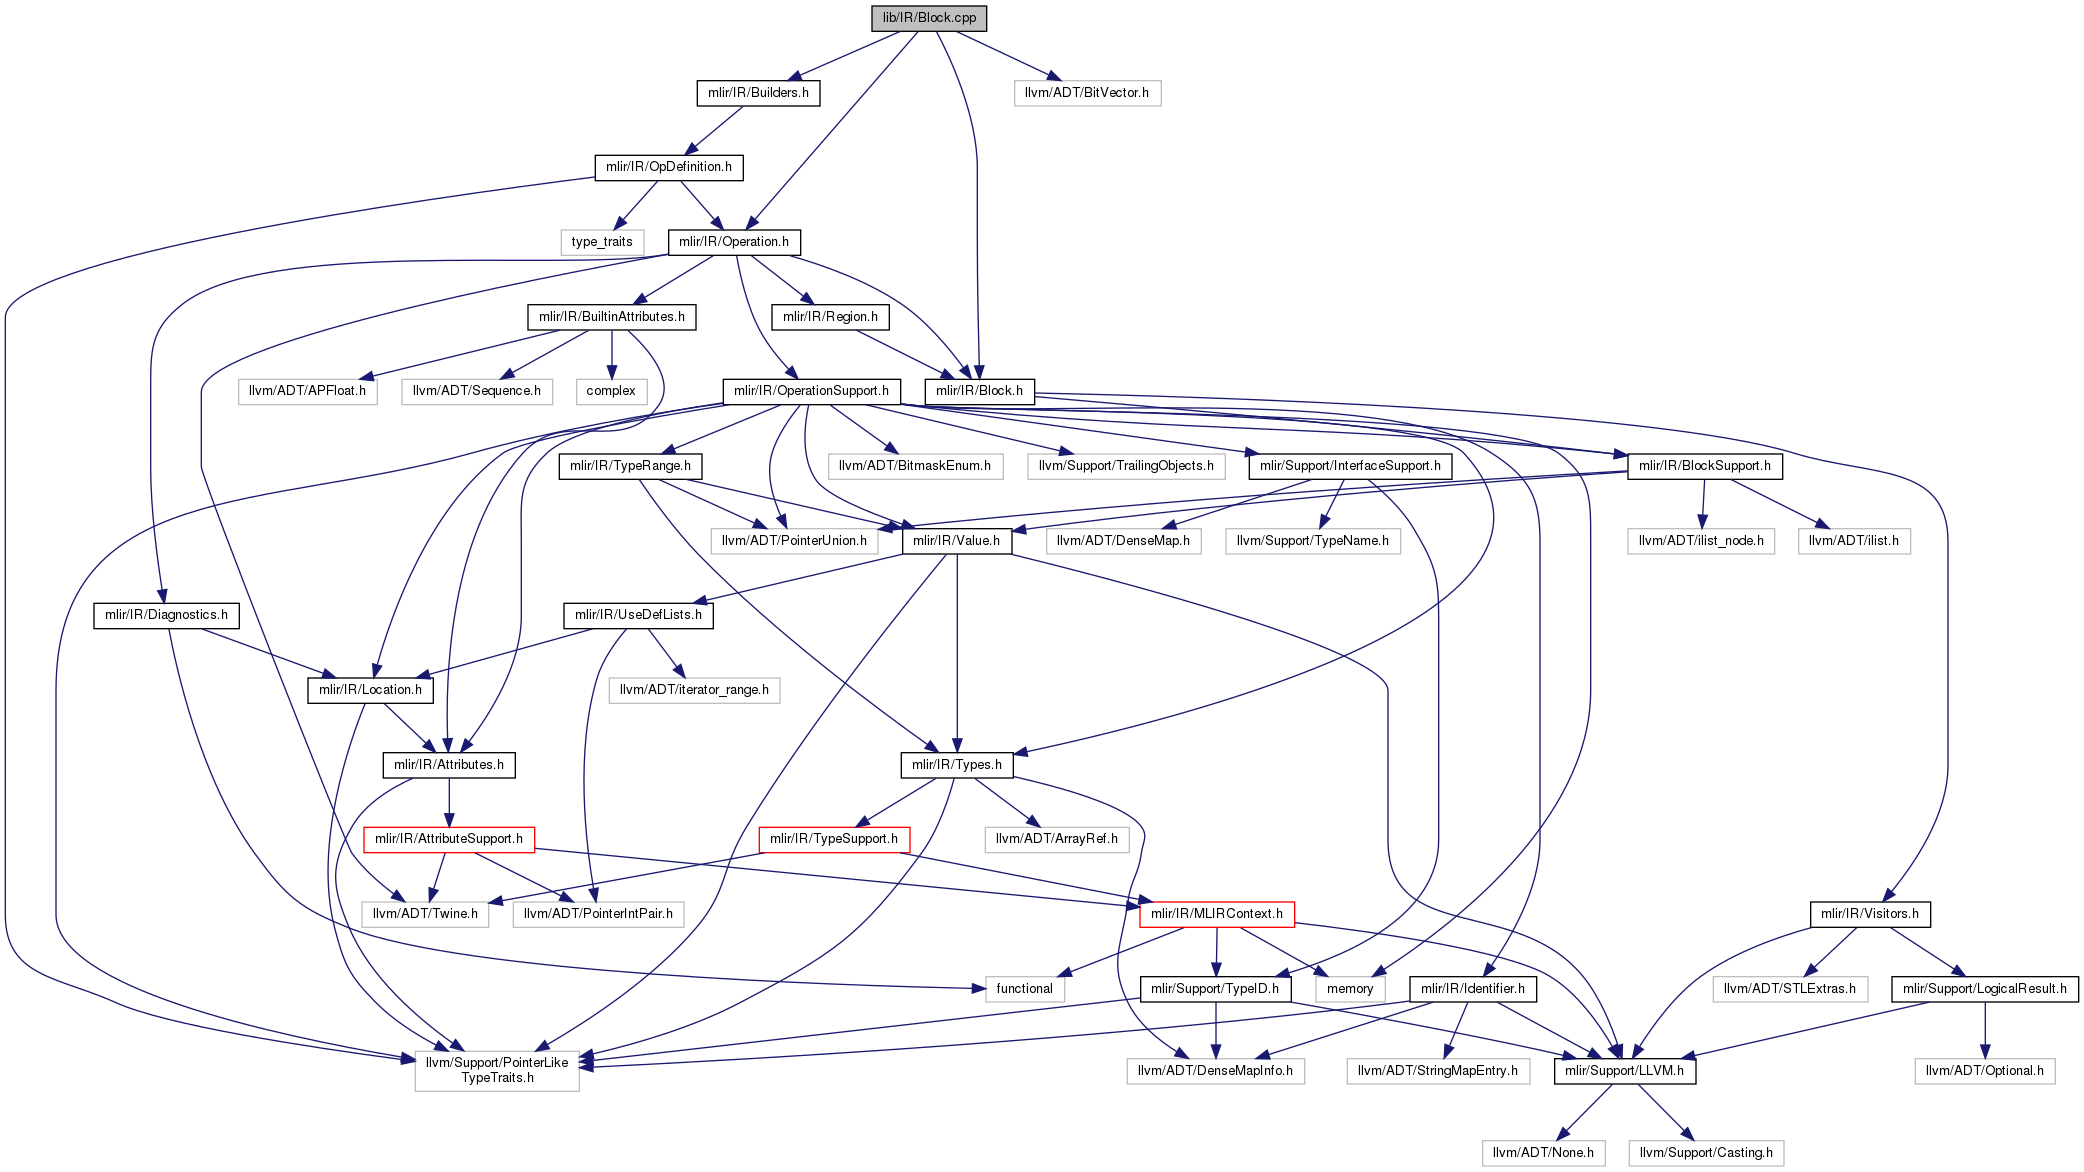 lib/IR/Block.cpp
mlir/IR/Builders.h
llvm/ADT/BitVector.h
mlir/IR/OpDefinition.h
type_traits
mlir/IR/Operation.h
mlir/IR/BuiltinAttributes.h
mlir/IR/Region.h
llvm/ADT/APFloat.h
llvm/ADT/Sequence.h
complex
mlir/IR/OperationSupport.h
mlir/IR/Block.h
mlir/IR/TypeRange.h
llvm/ADT/BitmaskEnum.h
llvm/Support/TrailingObjects.h
mlir/Support/InterfaceSupport.h
mlir/IR/BlockSupport.h
llvm/ADT/PointerUnion.h
mlir/IR/Value.h
llvm/ADT/DenseMap.h
llvm/Support/TypeName.h
llvm/ADT/ilist_node.h
llvm/ADT/ilist.h
mlir/IR/Diagnostics.h
mlir/IR/UseDefLists.h
mlir/IR/Location.h
llvm/ADT/iterator_range.h
mlir/IR/Attributes.h
mlir/IR/Types.h
mlir/IR/AttributeSupport.h
mlir/IR/TypeSupport.h
llvm/ADT/ArrayRef.h
llvm/ADT/Twine.h
llvm/ADT/PointerIntPair.h
mlir/IR/MLIRContext.h
mlir/IR/Visitors.h
functional
mlir/Support/TypeID.h
memory
mlir/IR/Identifier.h
llvm/ADT/STLExtras.h
mlir/Support/LogicalResult.h
llvm/Support/PointerLike
TypeTraits.h
llvm/ADT/DenseMapInfo.h
llvm/ADT/StringMapEntry.h
mlir/Support/LLVM.h
llvm/ADT/Optional.h
llvm/ADT/None.h
llvm/Support/Casting.h